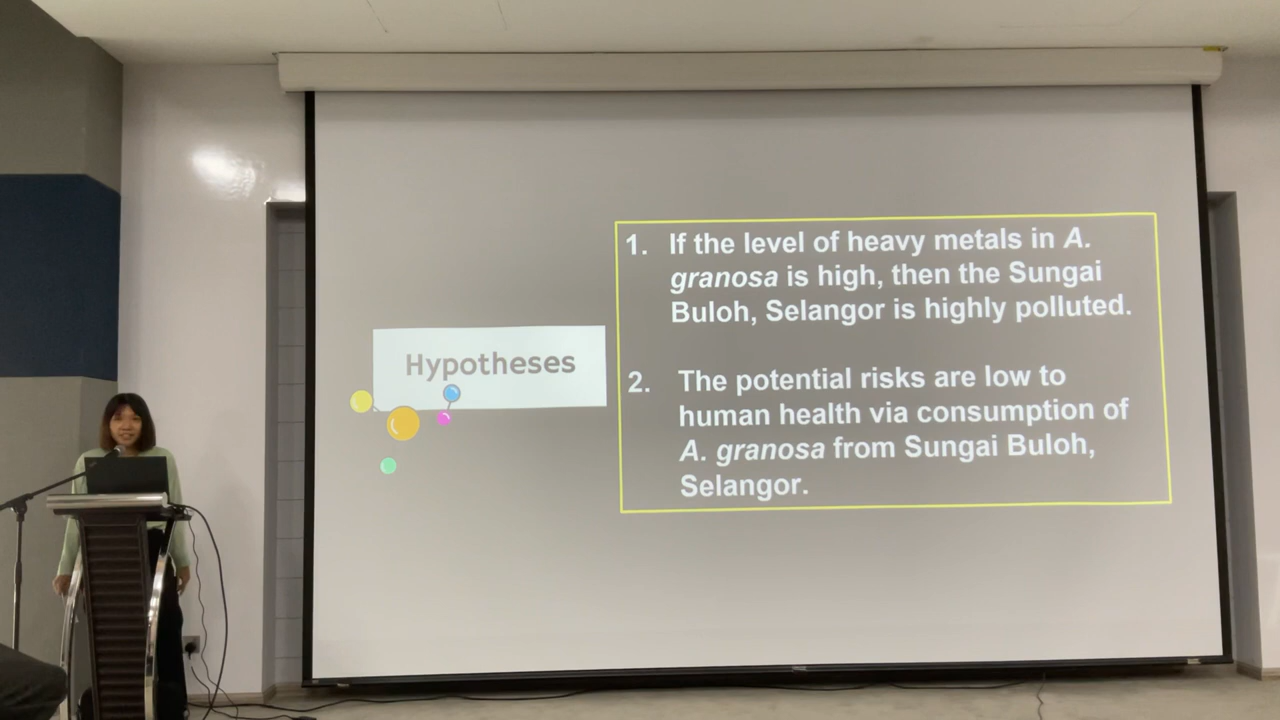 Hypotheses
1. If the level of heavy metals in A.
granosa is high, then the Sungai
Buloh, Selangor is highly polluted.
2. The potential risks are low to
human health via consumption of
A. granosa from Sungai Buloh,
Selangor.